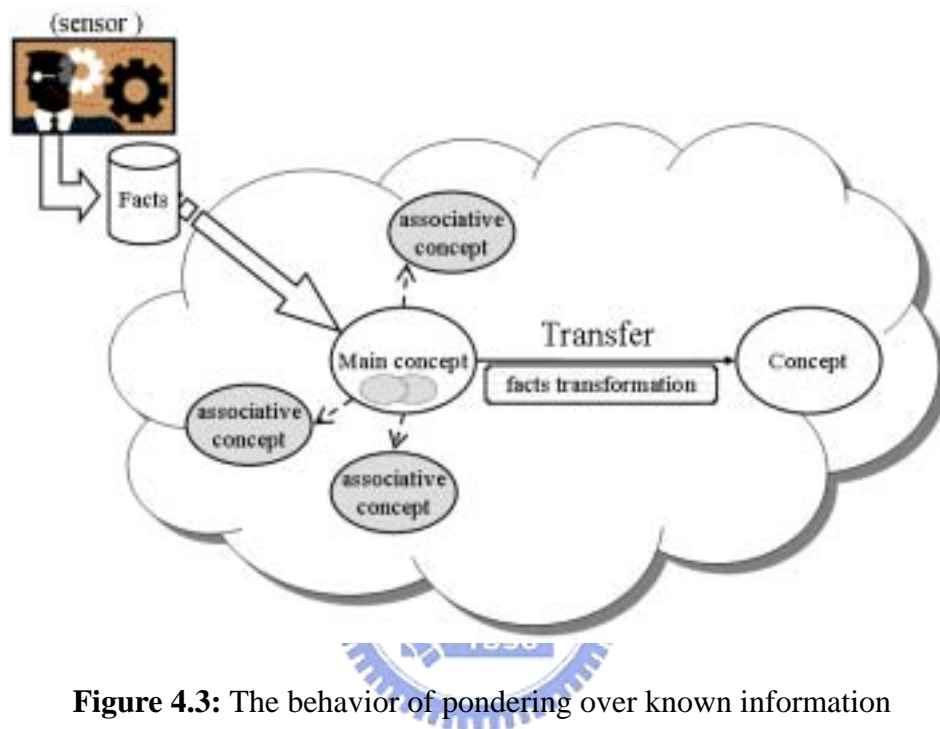 (sensor )
Facts
associative
concept
Transfer
Main concept
Concept
facts transformation
associative
concept
associative
concept
Figure 4.3: The behavior of pondering over known information